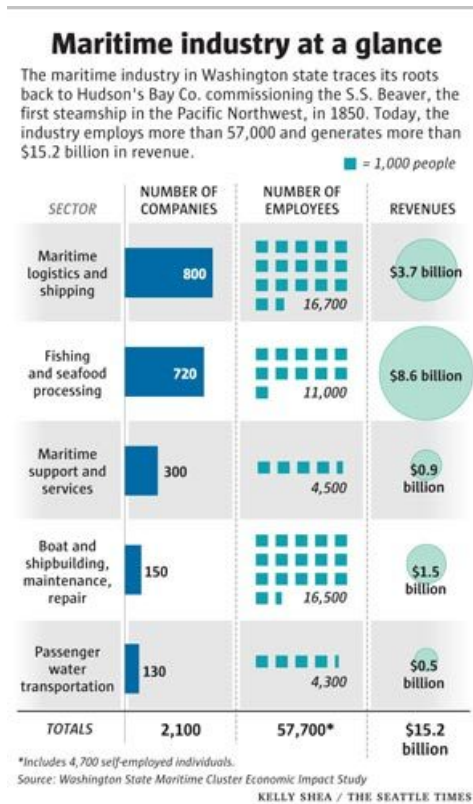 Maritime industry at a glance
The maritime industry in Washington state traces its roots
back to Hudson's Bay Co. commissioning the S.S. Beaver, the
first steamship in the Pacific Northwest, in 1850. Today, the
industry employs more than 57,000 and generates more than
$15.2 billion in revenue.
= 1,000 people
SECTOR
NUMBER OF
COMPANIES
NUMBER OF
EMPLOYEES
REVENUES
Maritime
logistics and
shipping
800
16,700
$3.7 billion
Fishing
and seafood
processing
720
11,000
$8.6 billion
Maritime
support and
services
300
4,500
$0.9
billion
Boat and
shipbuilding,
maintenance,
repair
150
16,500
$1.5
billion
Passenger
water
transportation
130
4,300
$0.5
billion
TOTALS
2,100
57,700*
$15.2
billion
*Includes 4,700 self-employed individuals.
Source: Washington State Maritime Cluster Economic Impact Study
KELLY SHEA / THE SEATTLE TIMES